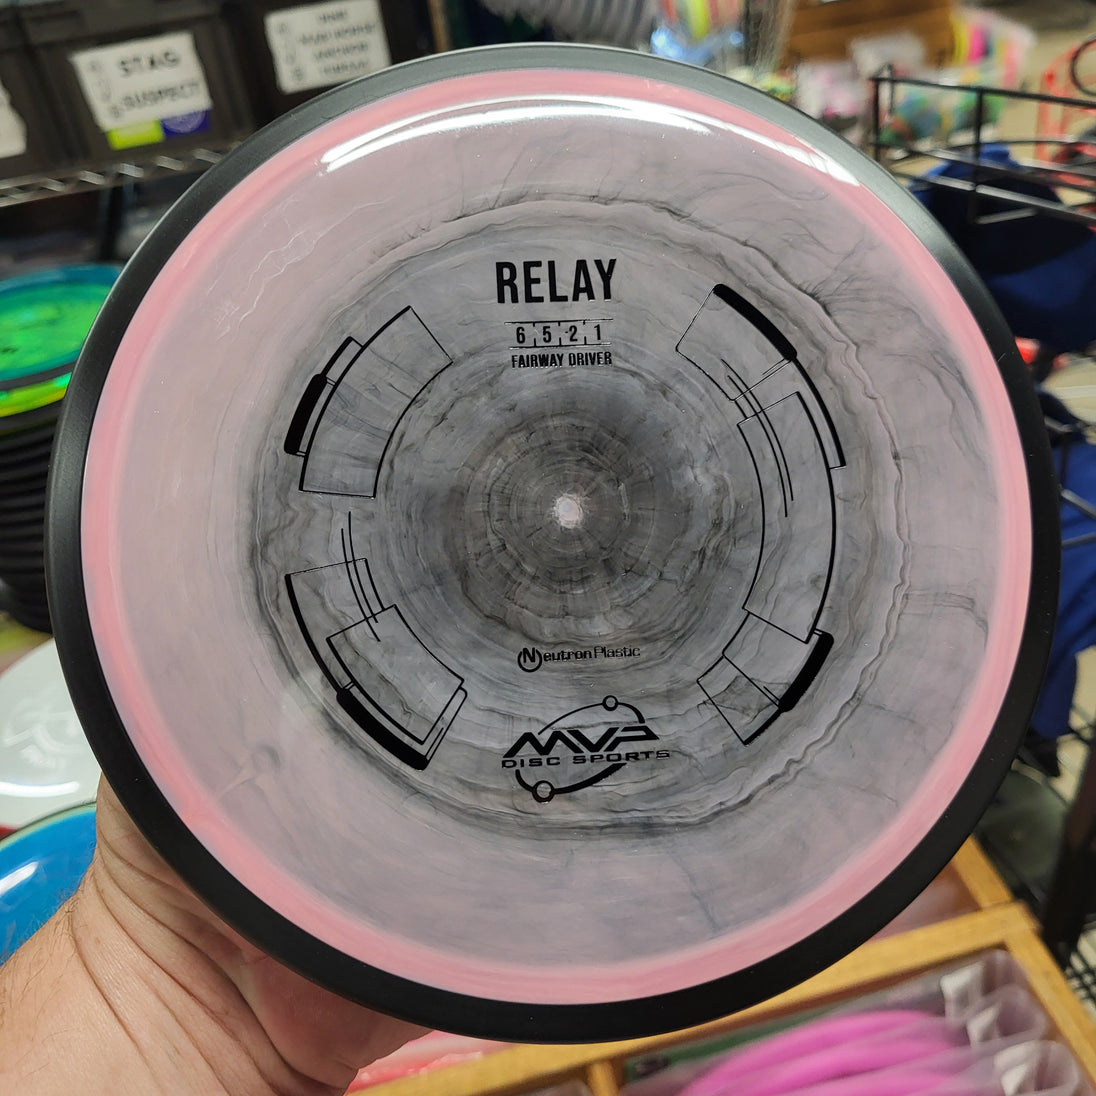 STAG
SUSPECT
RELAY
6 5 2 1
FAIRWAY DRIVER
Neutron Plastic
MVP
DISC SPORTS